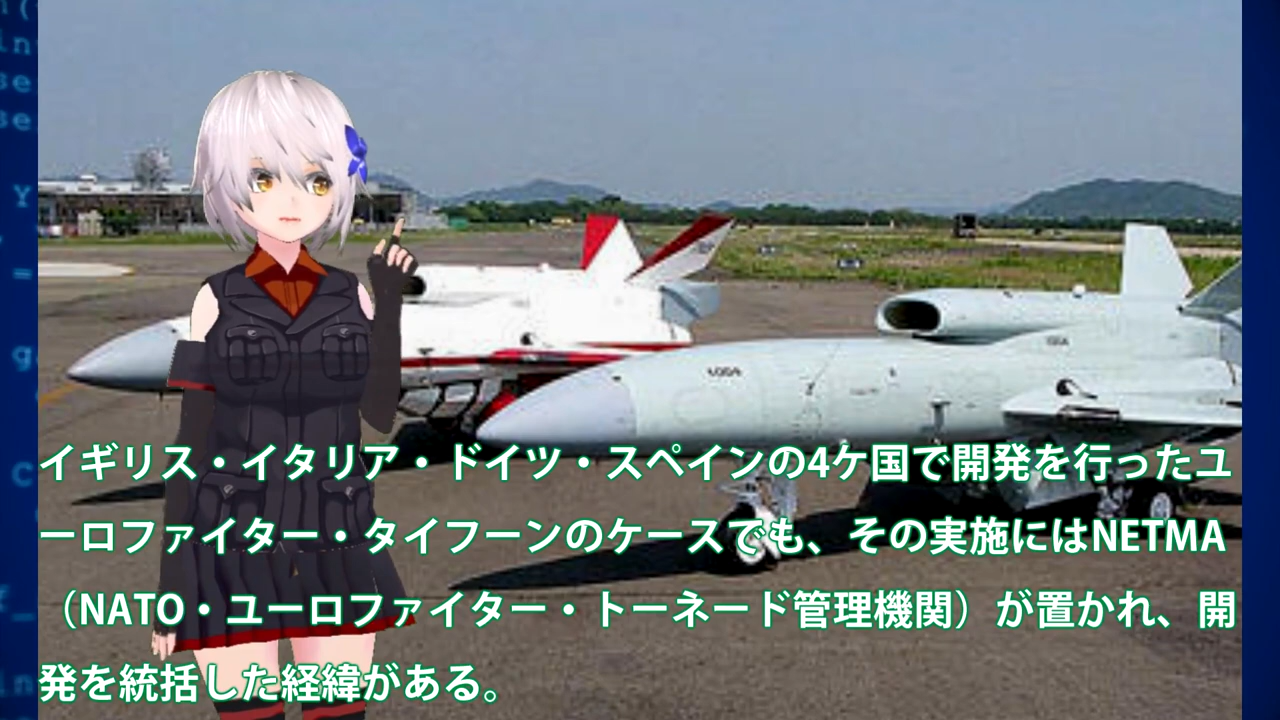 イギリス・イタリア・ドイツ・スペインの4ケ国で開発を行ったユ
ーロファイター・タイフーンのケースでも、その実施にはNETMA
（NATO・ユーロファイター・トーネード管理機関）が置かれ、開
発を統括した経緯がある。